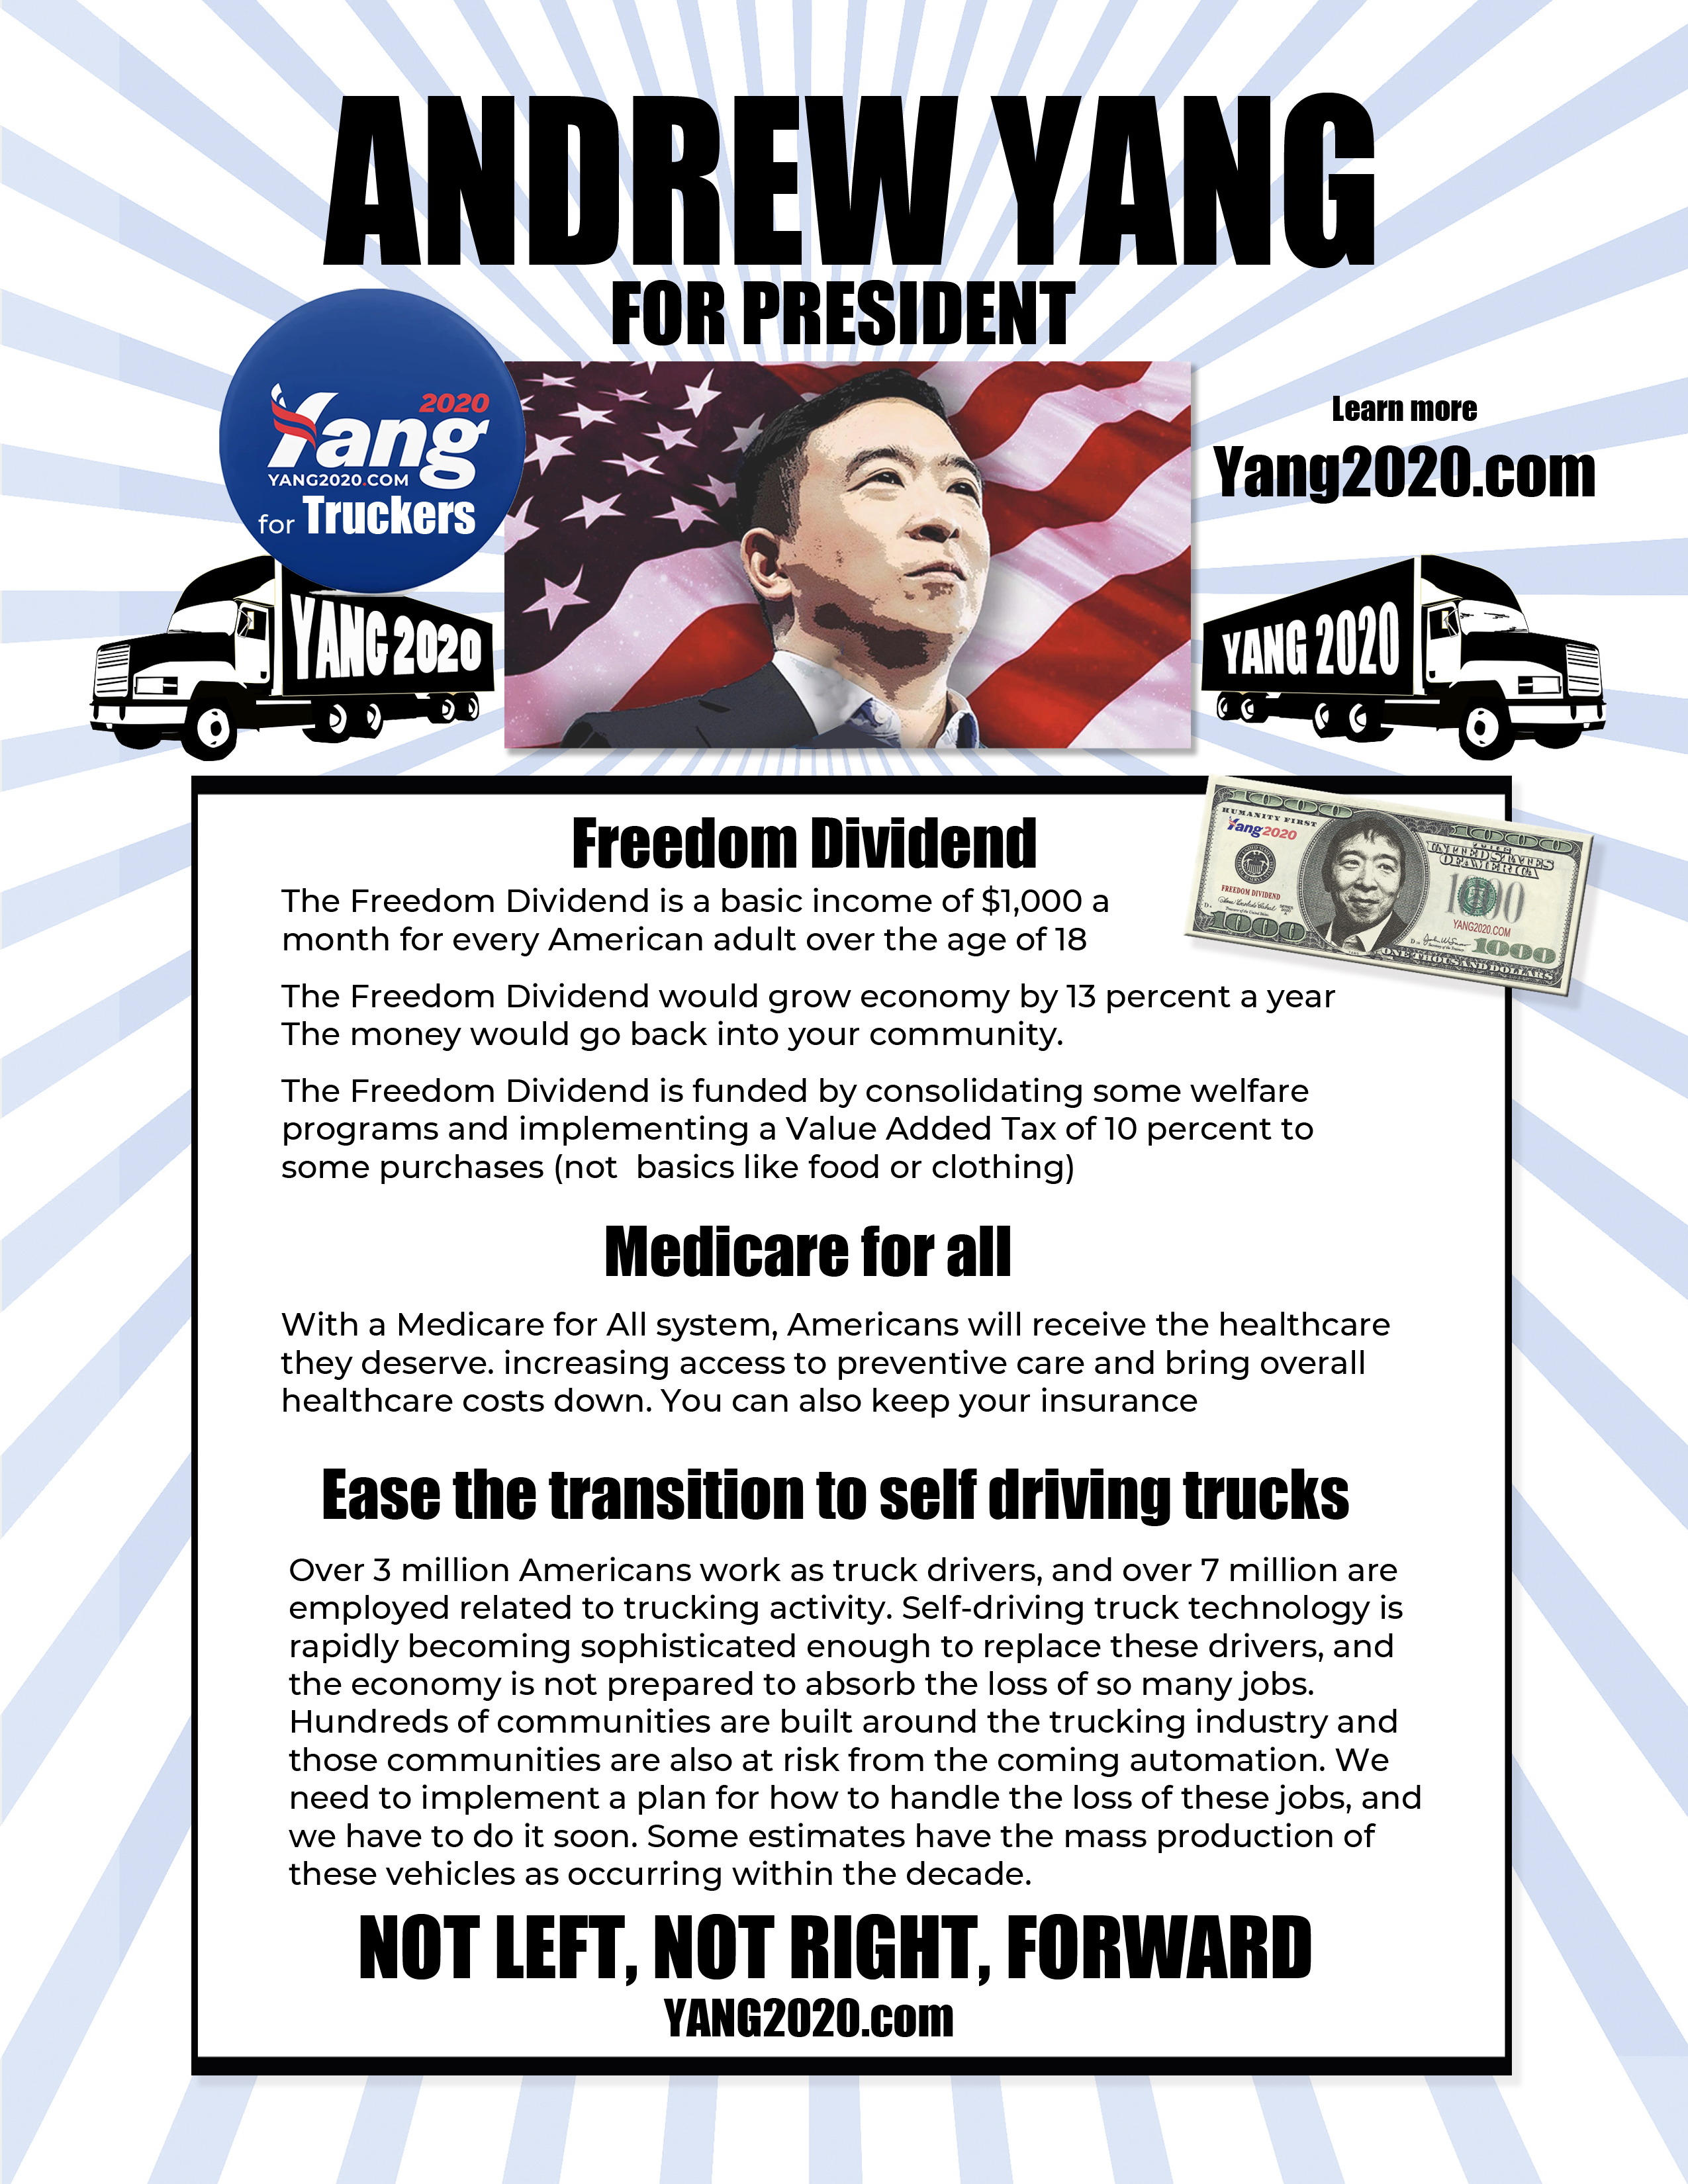 ANDREW YANG
FOR PRESIDENT
2020
Yang
YANG2020.COM
for Truckers
Learn more
Yang2020.com
YANG 2020
YANG 2020
Freedom Dividend
The Freedom Dividend is a basic income of $1,000 a
month for every American adult over the age of 18
1000
HUMANITY FIRST
Yang2020
1000
UNITED STATES
OF AMERICA
1000
FREEDOM DIVIDEND
YANG2020.COM
1000
1000
ONE THOUSAND DOLLARS
The Freedom Dividend would grow economy by 13 percent a year
The money would go back into your community.
The Freedom Dividend is funded by consolidating some welfare
programs and implementing a Value Added Tax of 10 percent to
some purchases (not  basics like food or clothing)
Medicare for all
With a Medicare for All system, Americans will receive the healthcare
they deserve. increasing access to preventive care and bring overall
healthcare costs down. You can also keep your insurance
Ease the transition to self driving trucks
Over 3 million Americans work as truck drivers, and over 7 million are
employed related to trucking activity. Self-driving truck technology is
rapidly becoming sophisticated enough to replace these drivers, and
the economy is not prepared to absorb the loss of so many jobs.
Hundreds of communities are built around the trucking industry and
those communities are also at risk from the coming automation. We
need to implement a plan for how to handle the loss of these jobs, and
we have to do it soon. Some estimates have the mass production of
these vehicles as occurring within the decade.
NOT LEFT, NOT RIGHT, FORWARD
YANG2020.com